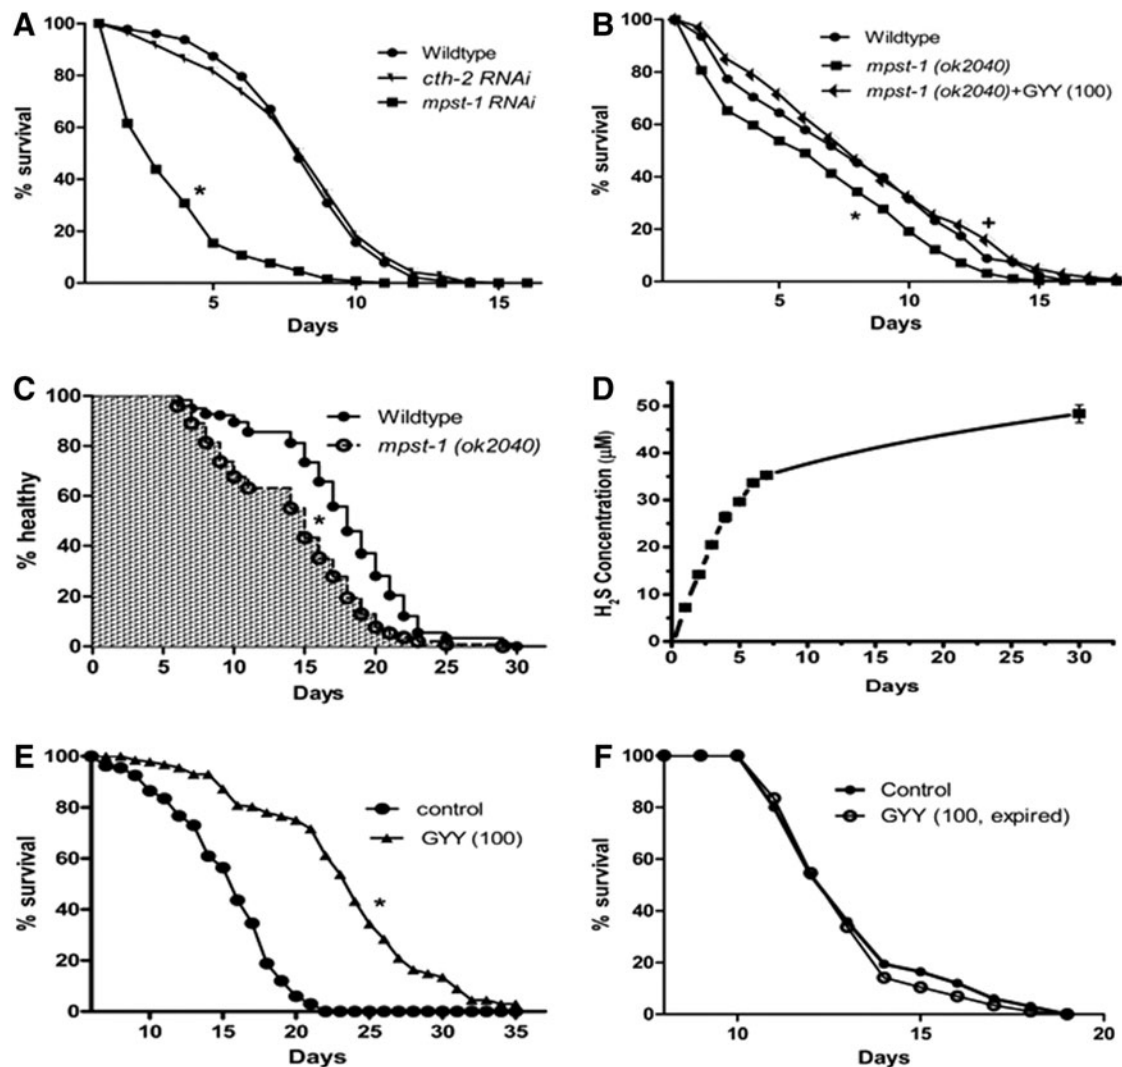 A
100
80
60
40
20
0
% survival
5
10
15
Days
Wildtype
cth-2 RNAi
mpst-1 RNAi
*
B
100
80
60
40
20
0
% survival
5
10
15
Days
Wildtype
mpst-1 (ok2040)
mpst-1 (ok2040)+GYY (100)
*
+
C
100
80
60
40
20
0
% healthy
0
5
10
15
20
25
30
Days
Wildtype
mpst-1 (ok2040)
*
D
50
40
30
20
10
0
H₂S Concentration (μM)
0
5
10
15
20
25
30
Days
E
100
80
60
40
20
0
% survival
10
15
20
25
30
35
Days
control
GYY (100)
*
F
100
80
60
40
20
0
% survival
10
15
20
Days
Control
GYY (100, expired)